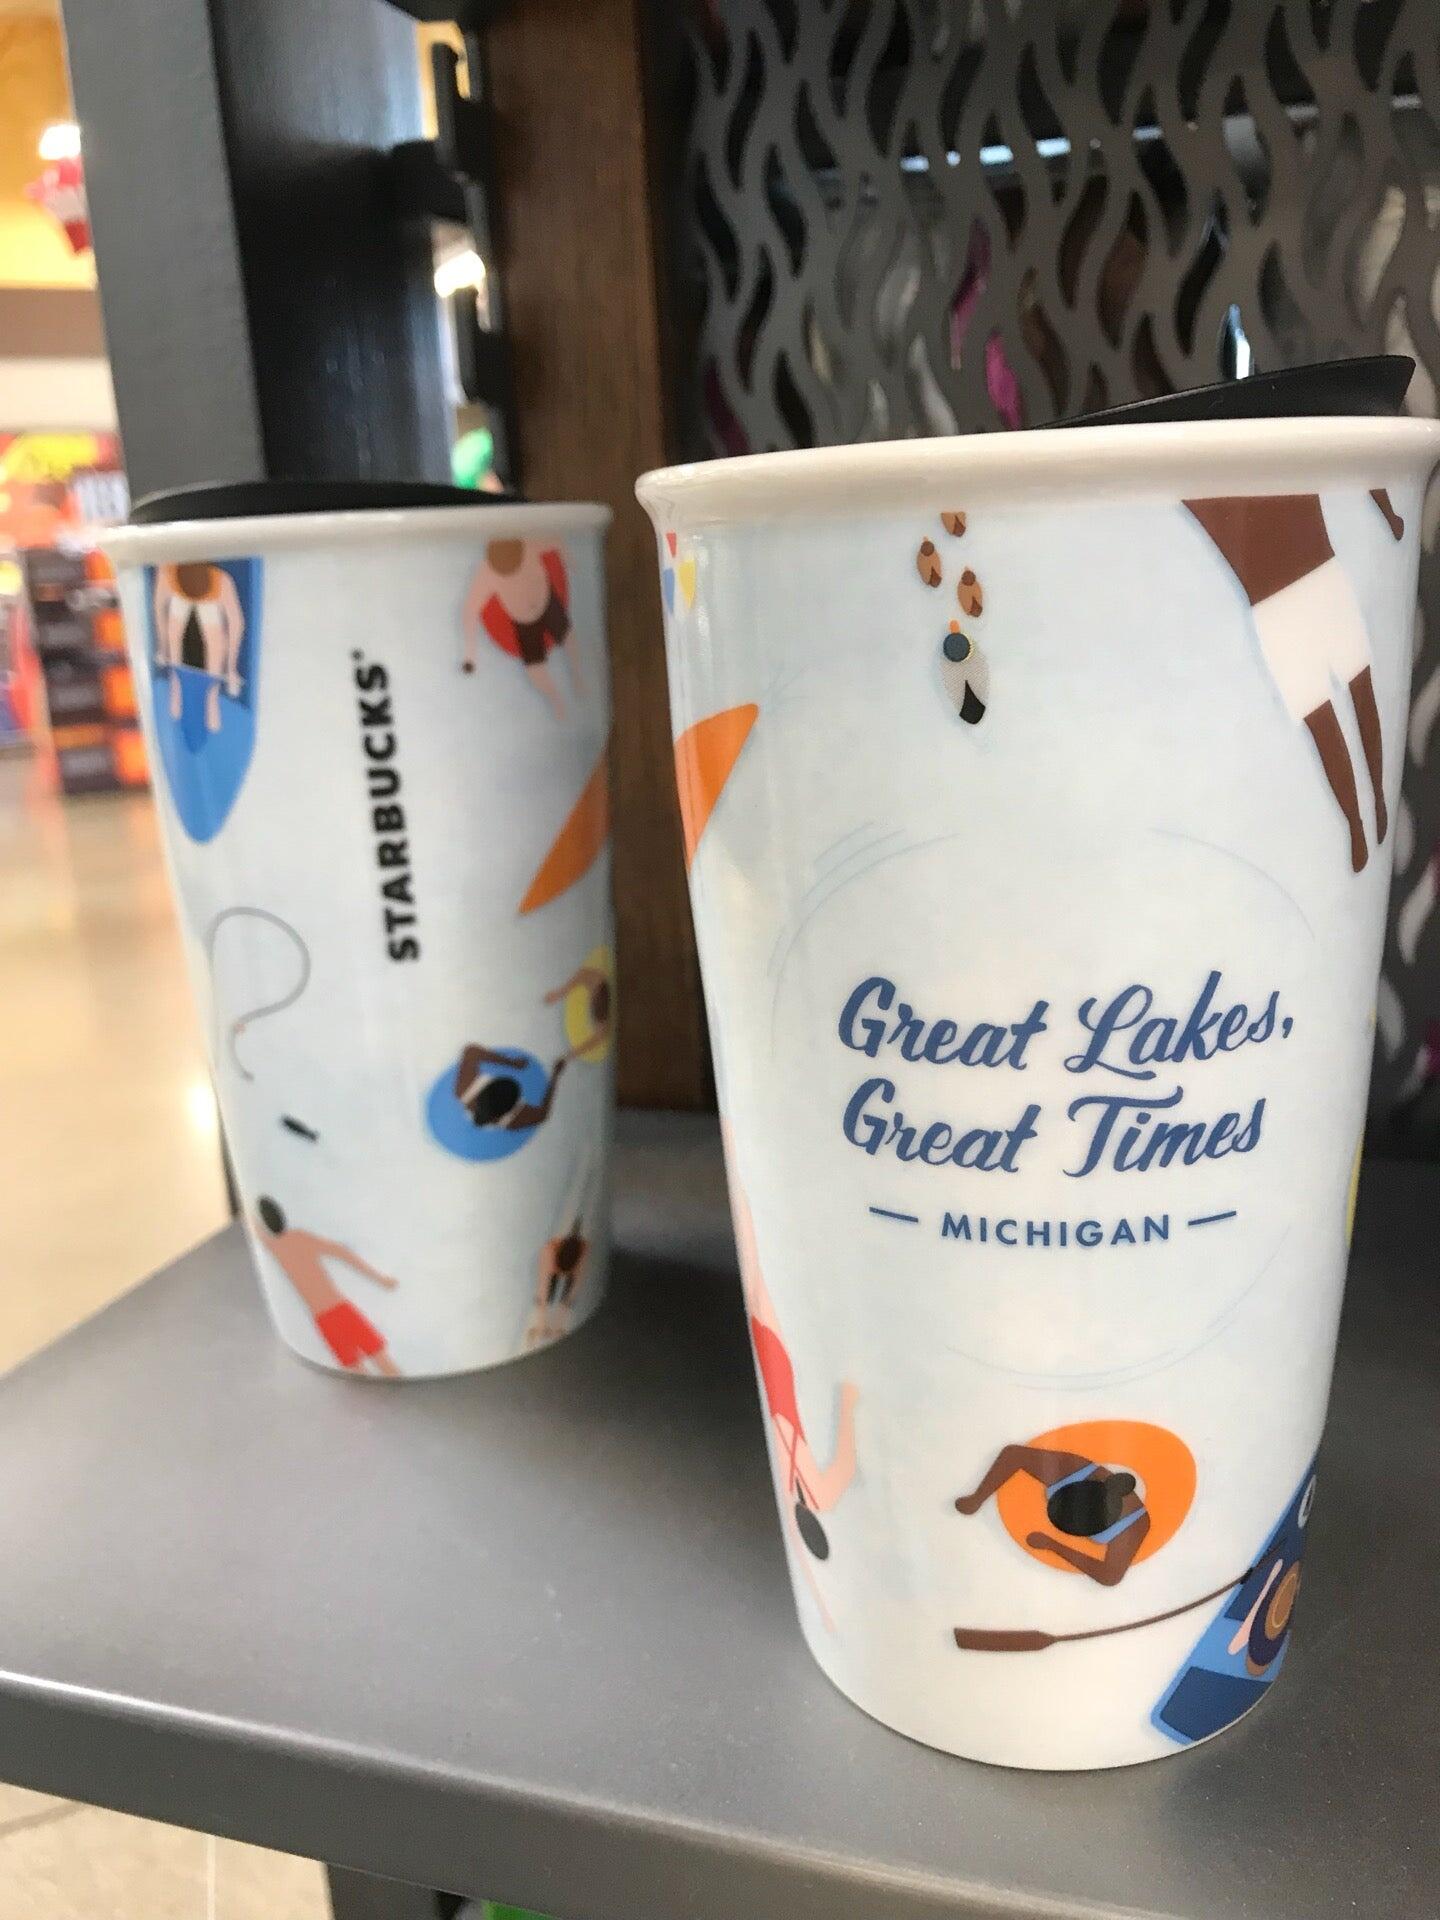 STARBUCKS®
Great Lakes,
Great Times
— MICHIGAN —